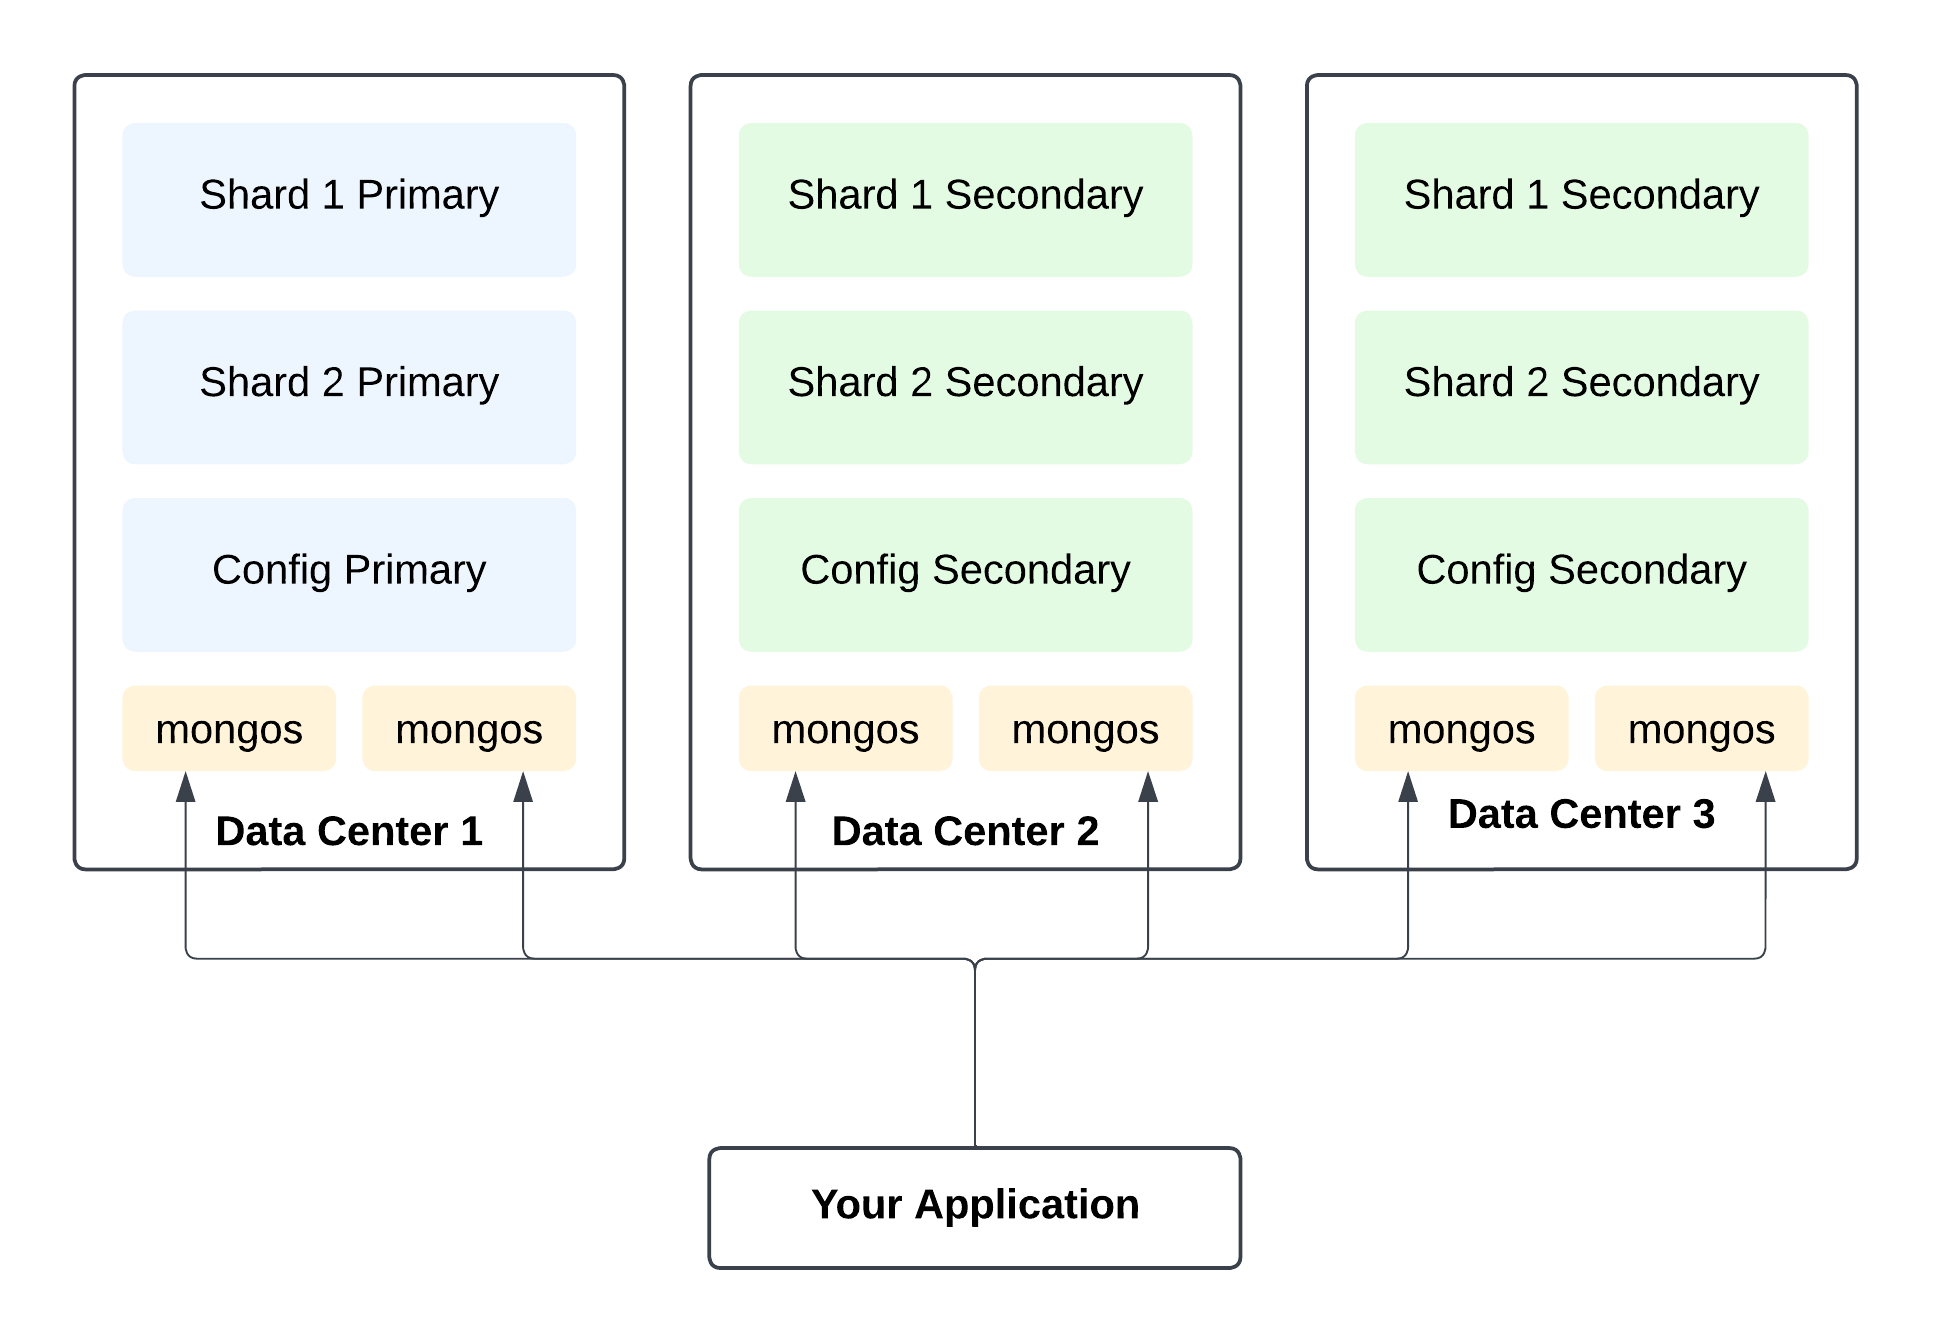 Shard 1 Primary
Shard 2 Primary
Config Primary
mongos
mongos
Data Center 1
Shard 1 Secondary
Shard 2 Secondary
Config Secondary
mongos
mongos
Data Center 2
Shard 1 Secondary
Shard 2 Secondary
Config Secondary
mongos
mongos
Data Center 3
Your Application